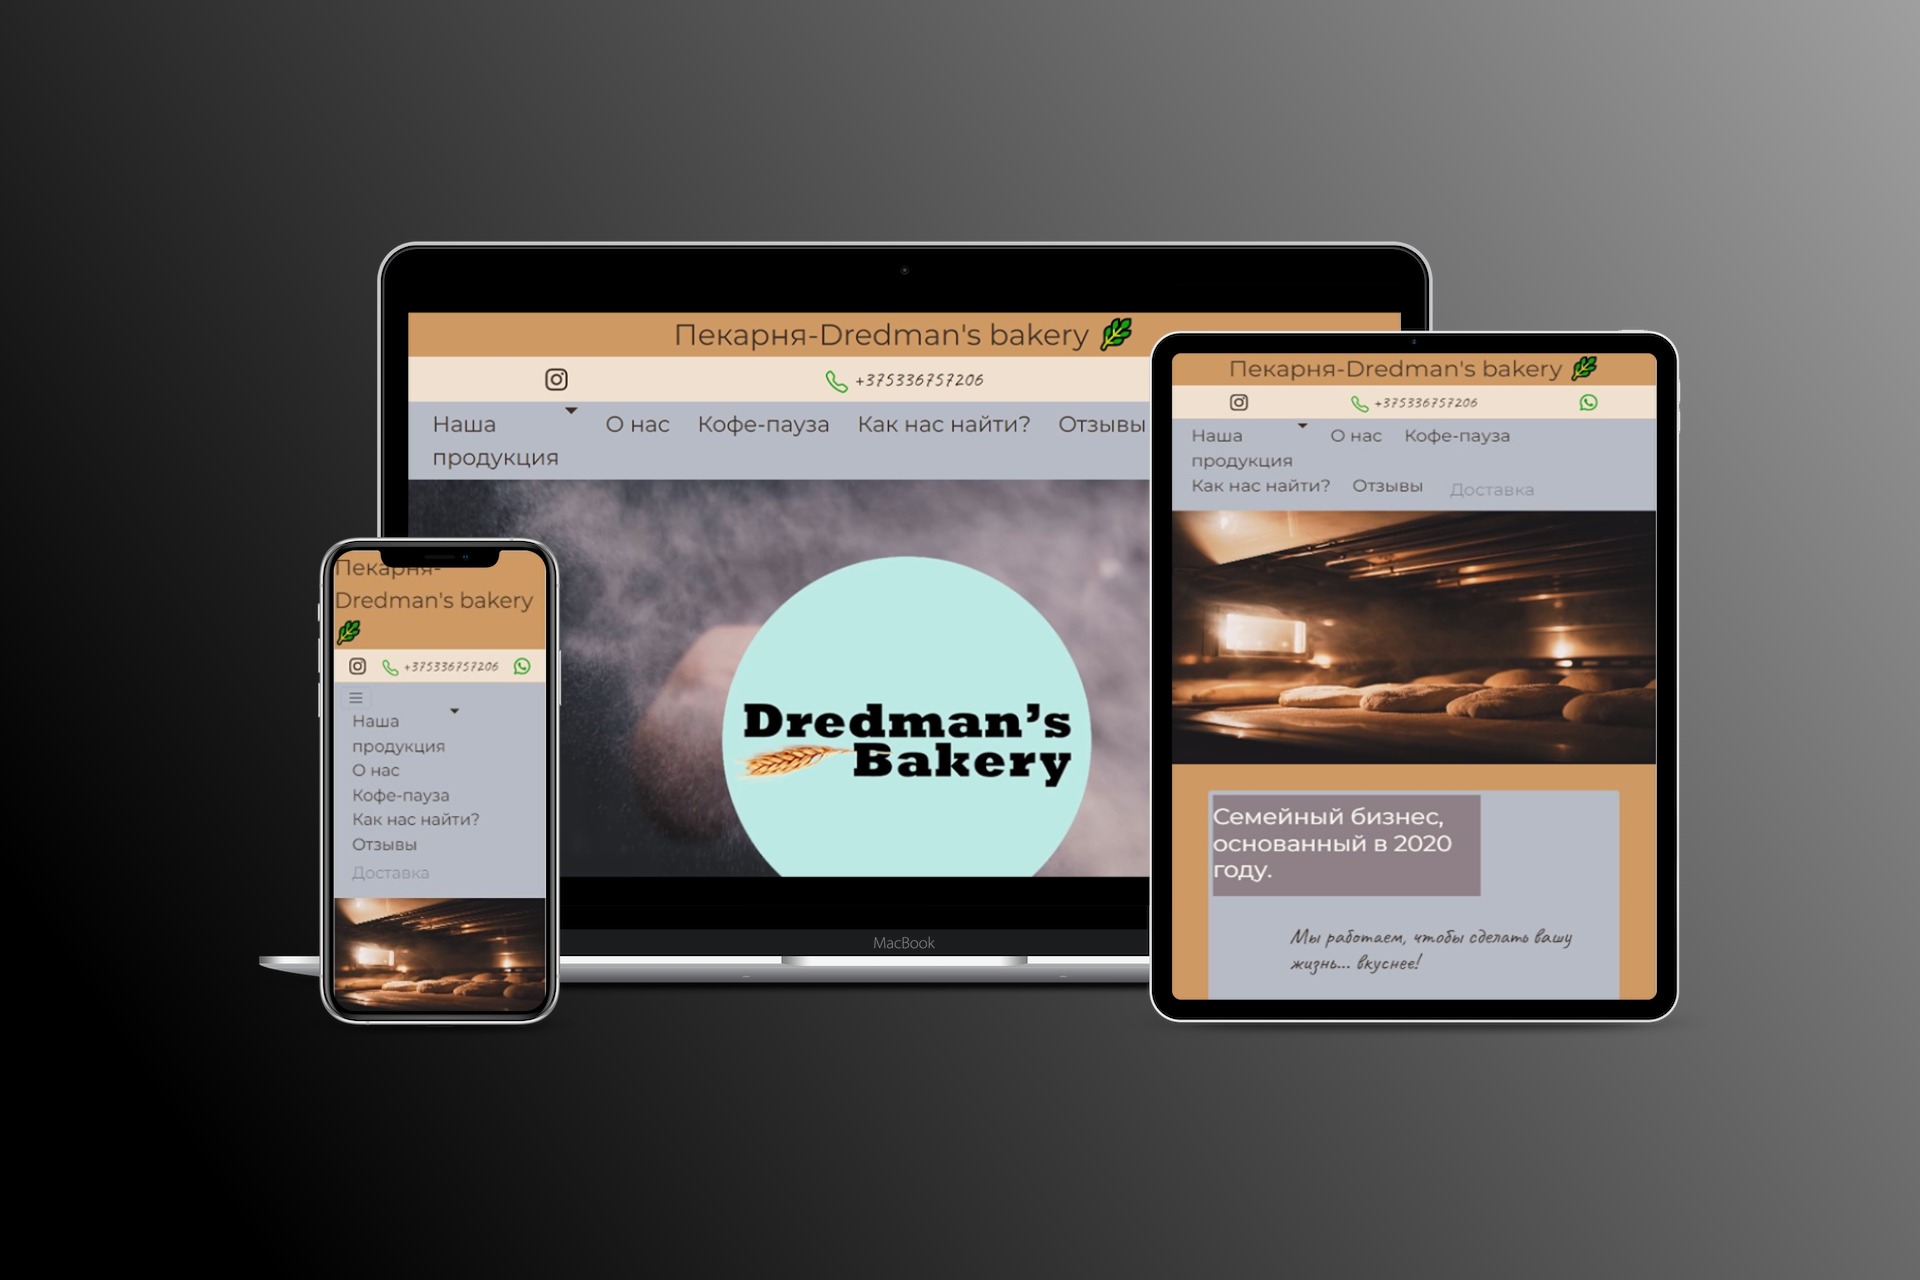 Пекарня-Dredman's bakery
+375336757206
Наша
продукция
О нас
Кофе-пауза
Как нас найти?
Отзывы
Dredman's
Bakery
MacBook
Пекарня-
Dredman's bakery
+375336757206
Наша
продукция
О нас
Кофе-пауза
Как нас найти?
Отзывы
Доставка
Пекарня-Dredman's bakery
+375336757206
Наша
продукция
О нас
Кофе-пауза
Как нас найти?
Отзывы
Доставка
Семейный бизнес,
основанный в 2020
году.
Мы работаем, чтобы сделать вашу
жизнь... вкуснее!